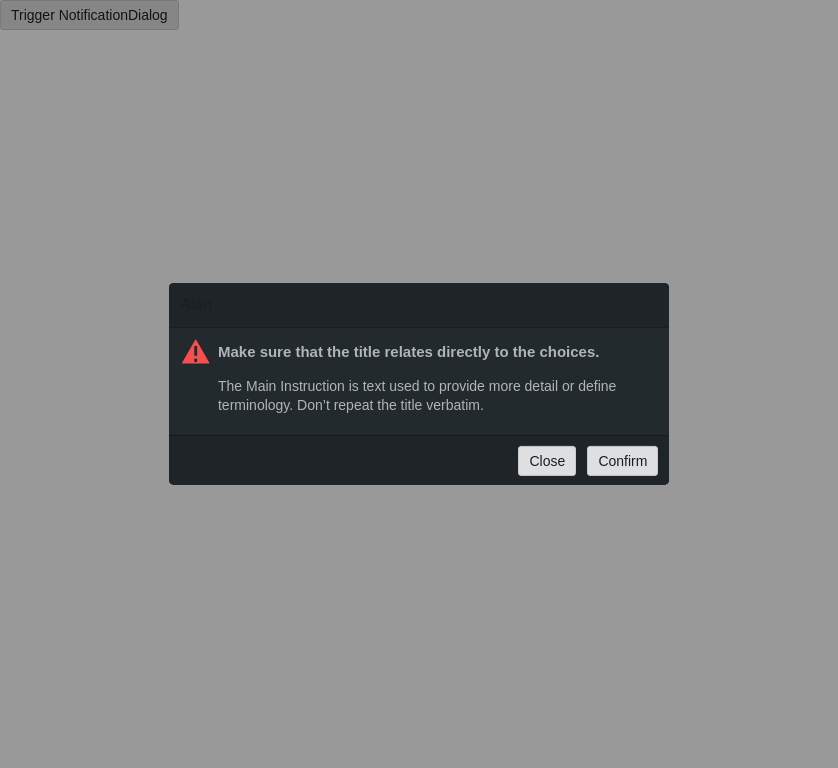 Trigger NotificationDialog
Alert
Make sure that the title relates directly to the choices.
The Main Instruction is text used to provide more detail or define
terminology. Don’t repeat the title verbatim.
Close
Confirm